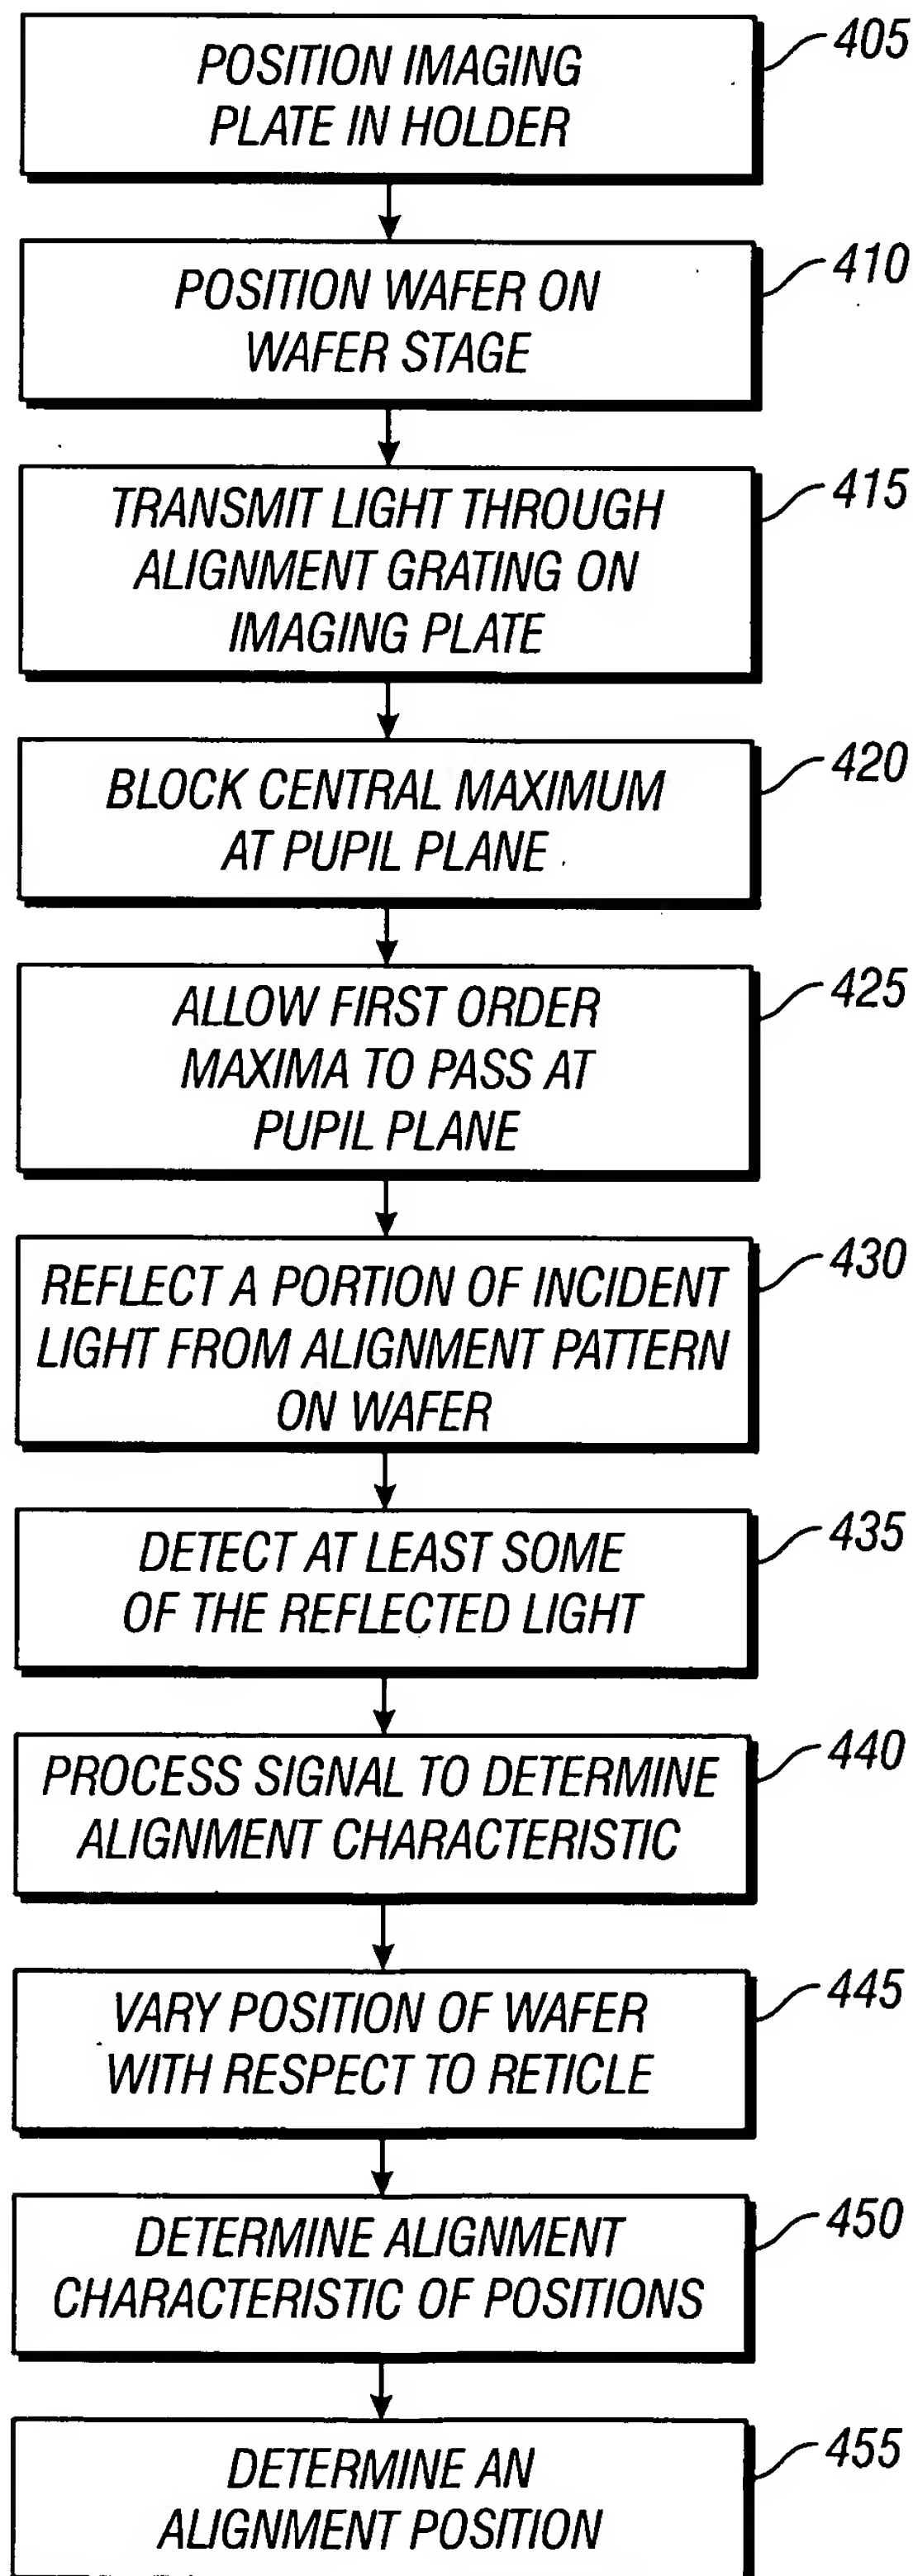 POSITION IMAGING
PLATE IN HOLDER
405
POSITION WAFER ON
WAFER STAGE
410
TRANSMIT LIGHT THROUGH
ALIGNMENT GRATING ON
IMAGING PLATE
415
BLOCK CENTRAL MAXIMUM
AT PUPIL PLANE
420
ALLOW FIRST ORDER
MAXIMA TO PASS AT
PUPIL PLANE
425
REFLECT A PORTION OF INCIDENT
LIGHT FROM ALIGNMENT PATTERN
ON WAFER
430
DETECT AT LEAST SOME
OF THE REFLECTED LIGHT
435
PROCESS SIGNAL TO DETERMINE
ALIGNMENT CHARACTERISTIC
440
VARY POSITION OF WAFER
WITH RESPECT TO RETICLE
445
DETERMINE ALIGNMENT
CHARACTERISTIC OF POSITIONS
450
DETERMINE AN
ALIGNMENT POSITION
455